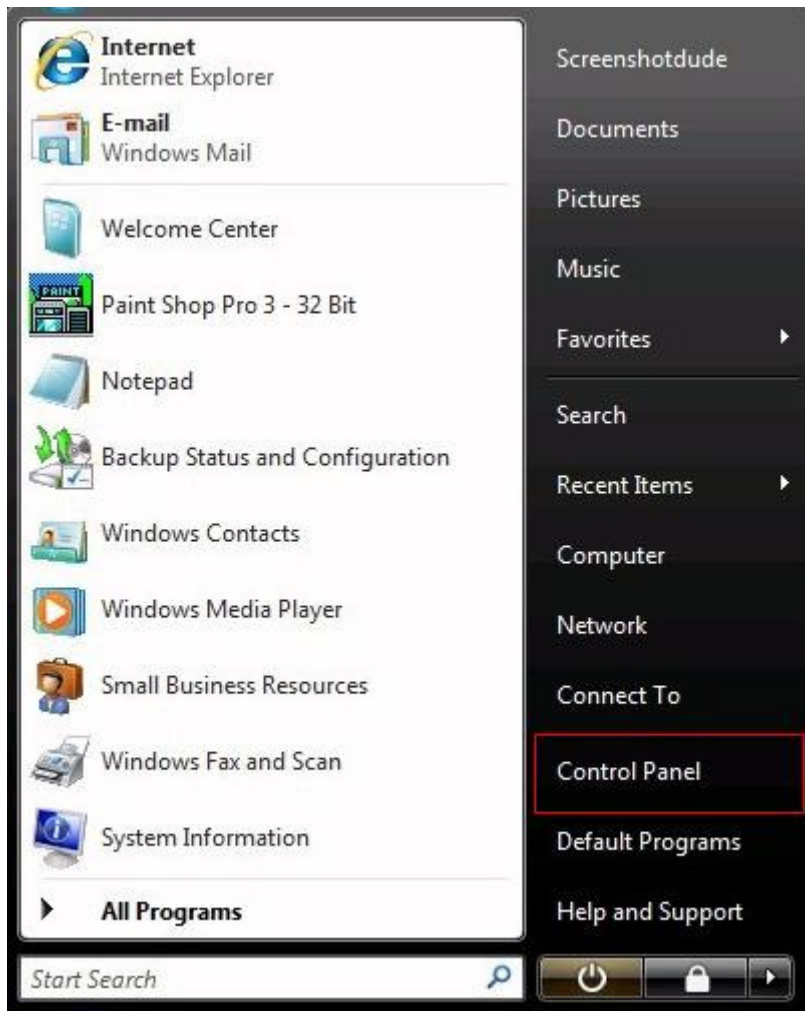 Internet
Internet Explorer
E-mail
Windows Mail
Welcome Center
PAINT
Paint Shop Pro 3 - 32 Bit
Notepad
Backup Status and Configuration
Windows Contacts
Windows Media Player
Small Business Resources
Windows Fax and Scan
System Information
All Programs
Start Search
Screenshotdude
Documents
Pictures
Music
Favorites
Search
Recent Items
Computer
Network
Connect To
Control Panel
Default Programs
Help and Support